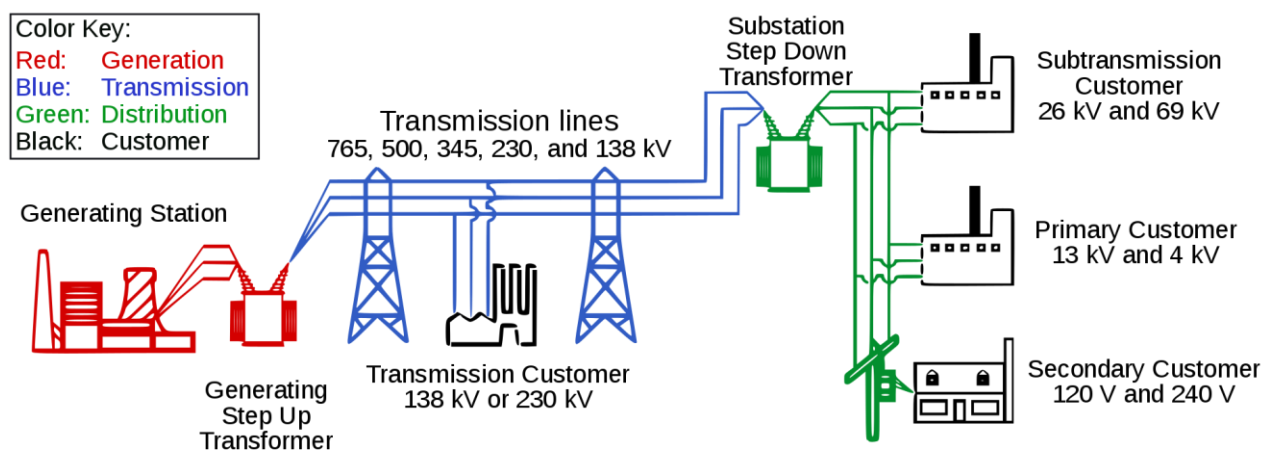 Color Key:
Red: Generation
Blue: Transmission
Green: Distribution
Black: Customer
Generating Station
Generating
Step Up
Transformer
Transmission lines
765, 500, 345, 230, and 138 kV
Transmission Customer
138 kV or 230 kV
Substation
Step Down
Transformer
Subtransmission
Customer
26 kV and 69 kV
Primary Customer
13 kV and 4 kV
Secondary Customer
120 V and 240 V